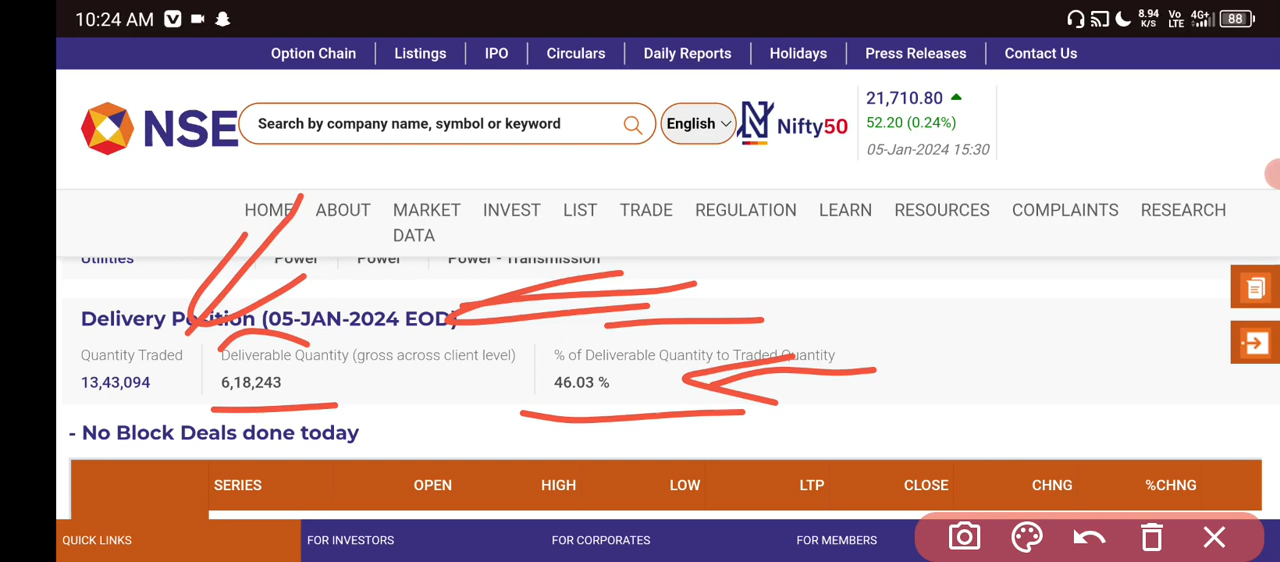 10:24 AM 8.94 K/S Vo LTE 4G+ 88
Option Chain Listings IPO Circulars Daily Reports Holidays Press Releases Contact Us
NSE Search by company name, symbol or keyword English Nifty50
21,710.80
52.20 (0.24%)
05-Jan-2024 15:30
HOME ABOUT MARKET DATA INVEST LIST TRADE REGULATION LEARN RESOURCES COMPLAINTS RESEARCH
Utilities Power Power Power - Transmission
Delivery Position (05-JAN-2024 EOD)
Quantity Traded Deliverable Quantity (gross across client level) % of Deliverable Quantity to Traded Quantity
13,43,094 6,18,243 46.03 %
- No Block Deals done today
SERIES OPEN HIGH LOW LTP CLOSE CHNG %CHNG
QUICK LINKS FOR INVESTORS FOR CORPORATES FOR MEMBERS